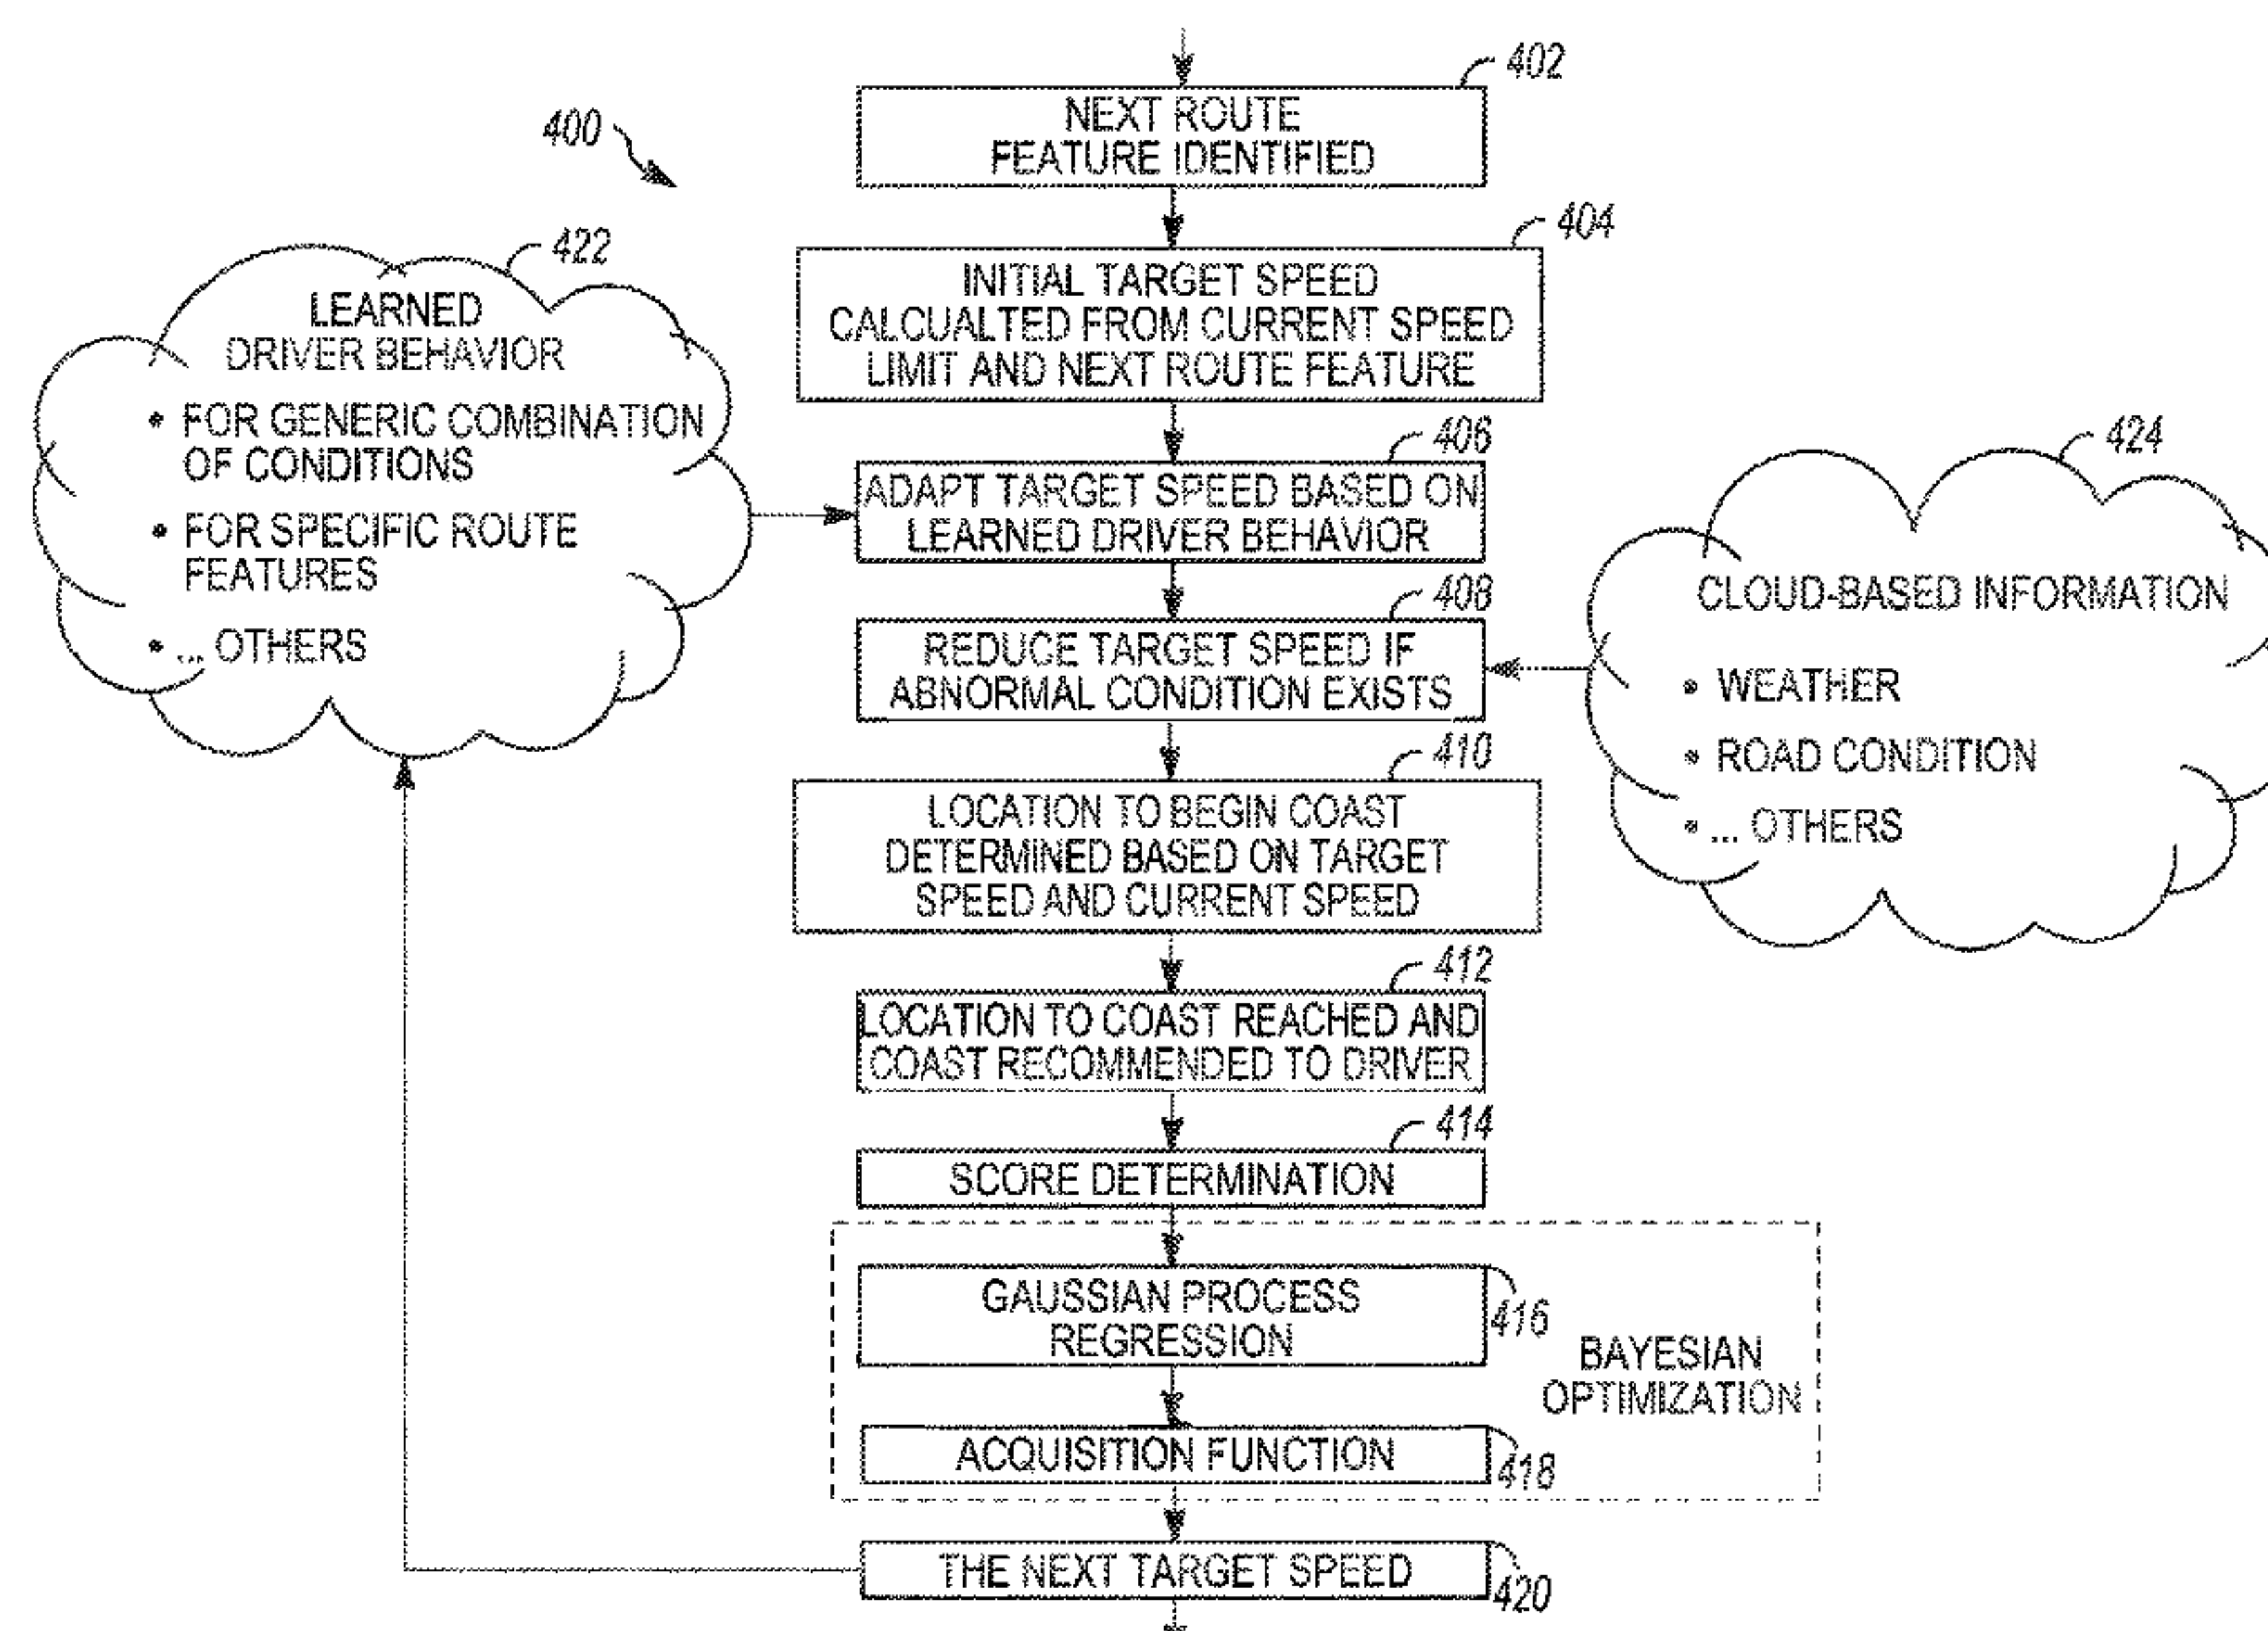 402
NEXT ROUTE
FEATURE IDENTIFIED
400
404
INITIAL TARGET SPEED
CALCUALTED FROM CURRENT SPEED
LIMIT AND NEXT ROUTE FEATURE
422
LEARNED
DRIVER BEHAVIOR
• FOR GENERIC COMBINATION
OF CONDITIONS
• FOR SPECIFIC ROUTE
FEATURES
• ... OTHERS
406
ADAPT TARGET SPEED BASED ON
LEARNED DRIVER BEHAVIOR
424
CLOUD-BASED INFORMATION
• WEATHER
• ROAD CONDITION
• ... OTHERS
408
REDUCE TARGET SPEED IF
ABNORMAL CONDITION EXISTS
410
LOCATION TO BEGIN COAST
DETERMINED BASED ON TARGET
SPEED AND CURRENT SPEED
412
LOCATION TO COAST REACHED AND
COAST RECOMMENDED TO DRIVER
414
SCORE DETERMINATION
GAUSSIAN PROCESS
REGRESSION
416
BAYESIAN
OPTIMIZATION
ACQUISITION FUNCTION
418
THE NEXT TARGET SPEED
420